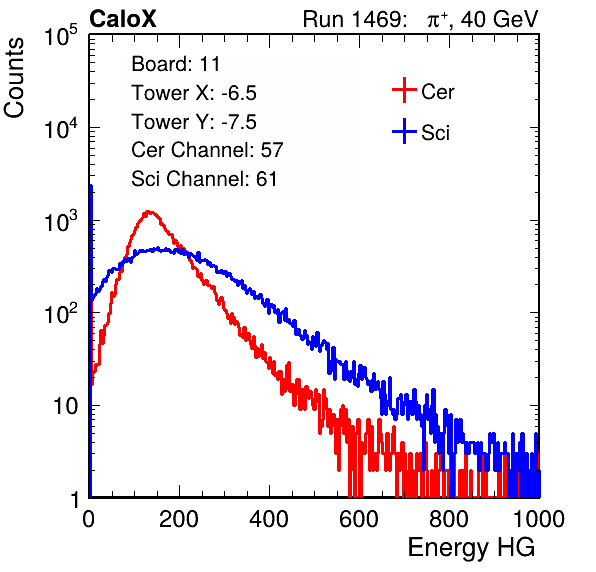 CaloX Run 1469: π⁺, 40 GeV
Counts
Board: 11
Tower X: -6.5
Tower Y: -7.5
Cer Channel: 57
Sci Channel: 61
Cer
Sci
10⁵
10⁴
10³
10²
10
1
0 200 400 600 800 1000
Energy HG